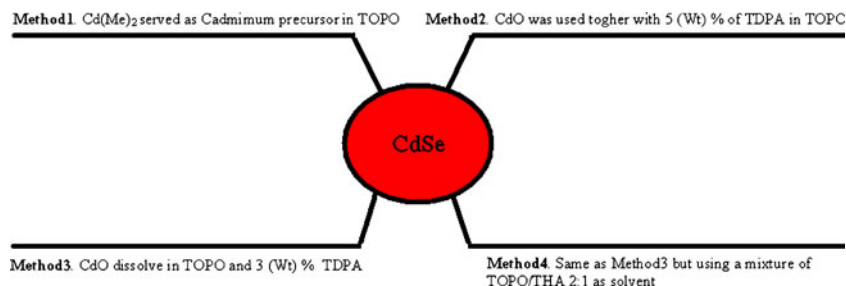 Method1. Cd(Me)2 served as Cadmimum precursor in TOPO
Method2. CdO was used togher with 5 (Wt) % of TDPA in TOPO
CdSe
Method3. CdO dissolve in TOPO and 3 (Wt) % TDPA
Method4. Same as Method3 but using a mixture of
TOPO/THA 2:1 as solvent